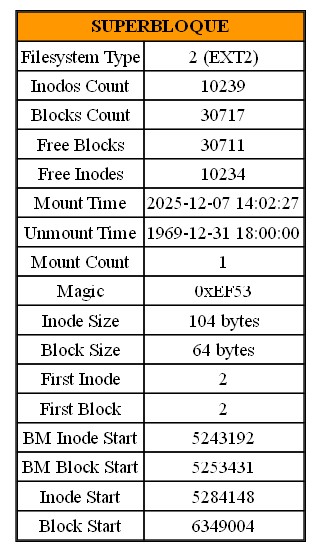 SUPERBLOQUE
Filesystem Type 2 (EXT2)
Inodos Count 10239
Blocks Count 30717
Free Blocks 30711
Free Inodes 10234
Mount Time 2025-12-07 14:02:27
Unmount Time 1969-12-31 18:00:00
Mount Count 1
Magic 0xEF53
Inode Size 104 bytes
Block Size 64 bytes
First Inode 2
First Block 2
BM Inode Start 5243192
BM Block Start 5253431
Inode Start 5284148
Block Start 6349004